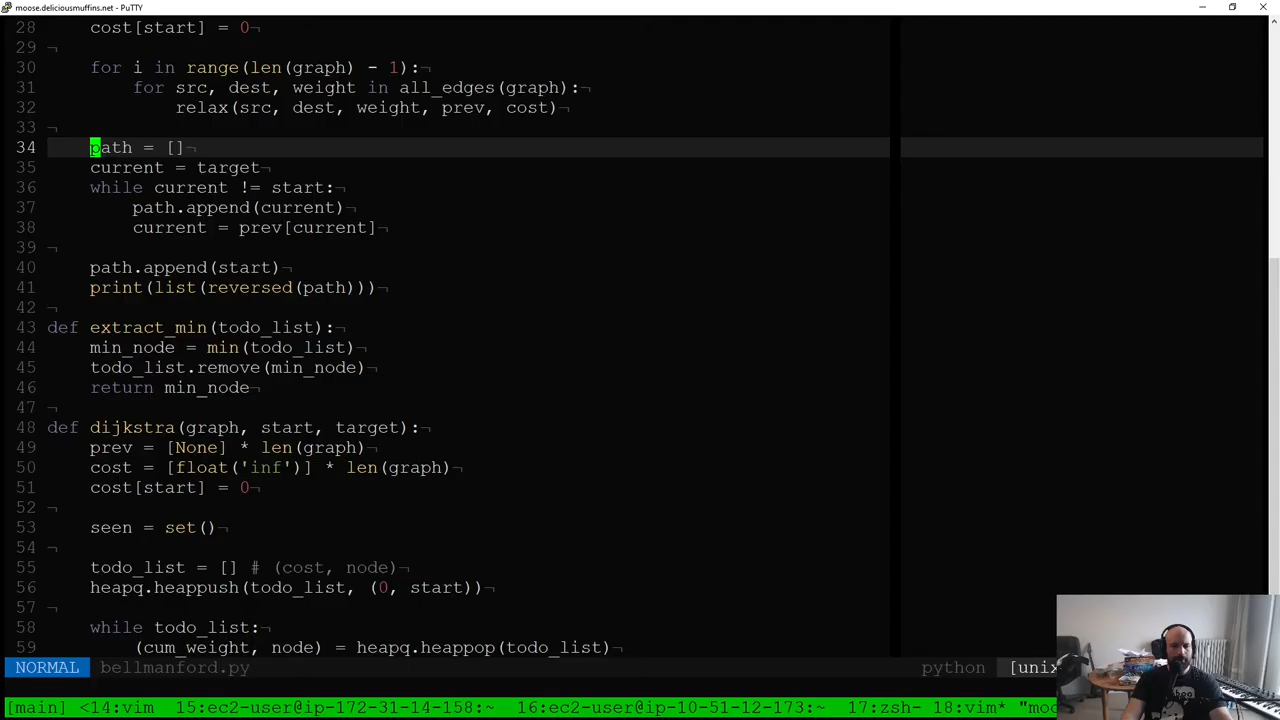 moose.deliciousmuffins.net - PuTTY
28 cost[start] = 0¬
29 ¬
30 for i in range(len(graph) - 1):¬
31 for src, dest, weight in all_edges(graph):¬
32 relax(src, dest, weight, prev, cost)¬
33 ¬
34 path = []¬
35 current = target¬
36 while current != start:¬
37 path.append(current)¬
38 current = prev[current]¬
39 ¬
40 path.append(start)¬
41 print(list(reversed(path)))¬
42 ¬
43 def extract_min(todo_list):¬
44 min_node = min(todo_list)¬
45 todo_list.remove(min_node)¬
46 return min_node¬
47 ¬
48 def dijkstra(graph, start, target):¬
49 prev = [None] * len(graph)¬
50 cost = [float('inf')] * len(graph)¬
51 cost[start] = 0¬
52 ¬
53 seen = set()¬
54 ¬
55 todo_list = [] # (cost, node)¬
56 heapq.heappush(todo_list, (0, start))¬
57 ¬
58 while todo_list:¬
59 (cum_weight, node) = heapq.heappop(todo_list)¬
NORMAL bellmanford.py python [unix
[main] <14:vim 15:ec2-user@ip-172-31-14-158:~ 16:ec2-user@ip-10-51-12-173:~ 17:zsh- 18:vim* "moo